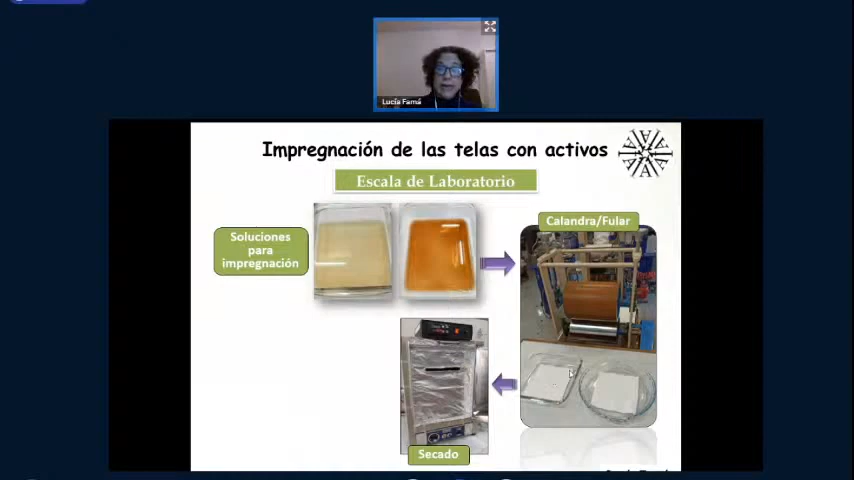 Lucía Famá
Impregnación de las telas con activos
Escala de Laboratorio
Soluciones
para
impregnación
Calandra/Fular
Secado